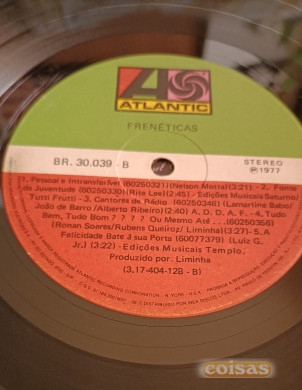 ATLANTIC
FRENÉTICAS
BR. 30.039 - B
STEREO
℗1977
1. Pessoal e Intransferível (60250321) (Nelson Motta) (3:21) - 2. Fonte
da Juventude (60250330) (Rita Lee) (2:45) - Edições Musicais Saturno/
Tutti Frutti - 3. Cantores de Rádio (60250348) (Lamartine Babo/
João de Barro/Alberto Ribeiro) (2:40) A, D, D, A, F. - 4. Tudo
Bem, Tudo Bom ? ? ? ? Ou Mesmo Até . . . (60250356)
(Ronan Soares/Rubens Queirez/Liminha) (3:27) - 5. A
Felicidade Bate à sua Porta (60077379) (Luiz G.
Jr.) (3:22) - Edições Musicais Templo.
Produzido por: Liminha
(3.17-404-128 - B)
coisas